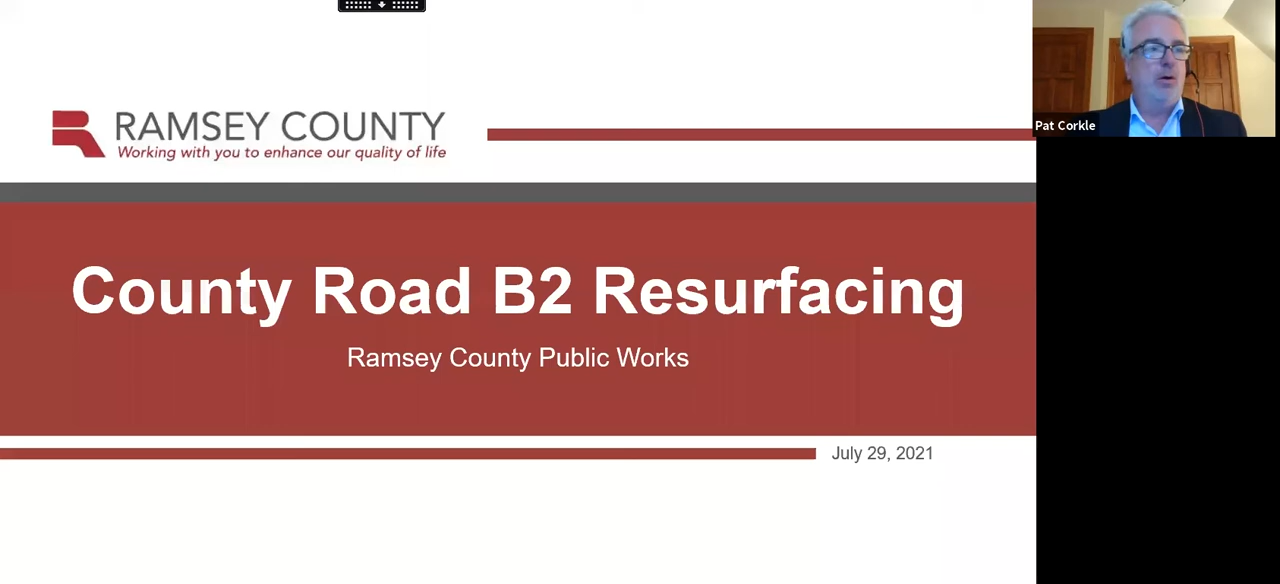 RAMSEY COUNTY
Working with you to enhance our quality of life
Pat Corkle
County Road B2 Resurfacing
Ramsey County Public Works
July 29, 2021